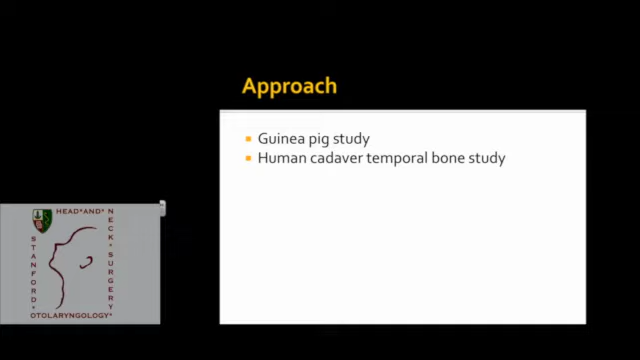 Approach
Guinea pig study
Human cadaver temporal bone study
HEAD*AND*
NECK*SURGERY
STANFORD*
OTOLARYNGOLOGY*